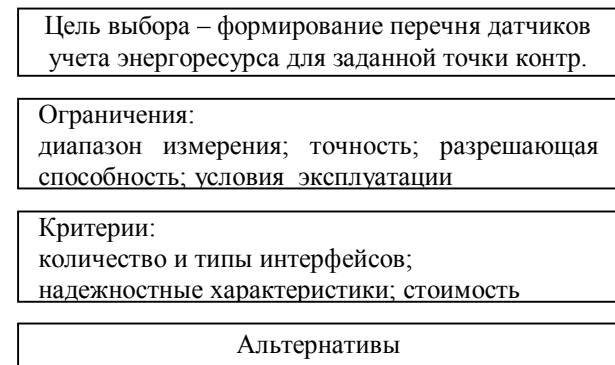 Цель выбора – формирование перечня датчиков
учета энергоресурса для заданной точки контр.
Ограничения:
диапазон измерения; точность; разрешающая
способность; условия эксплуатации
Критерии:
количество и типы интерфейсов;
надежностные характеристики; стоимость
Альтернативы